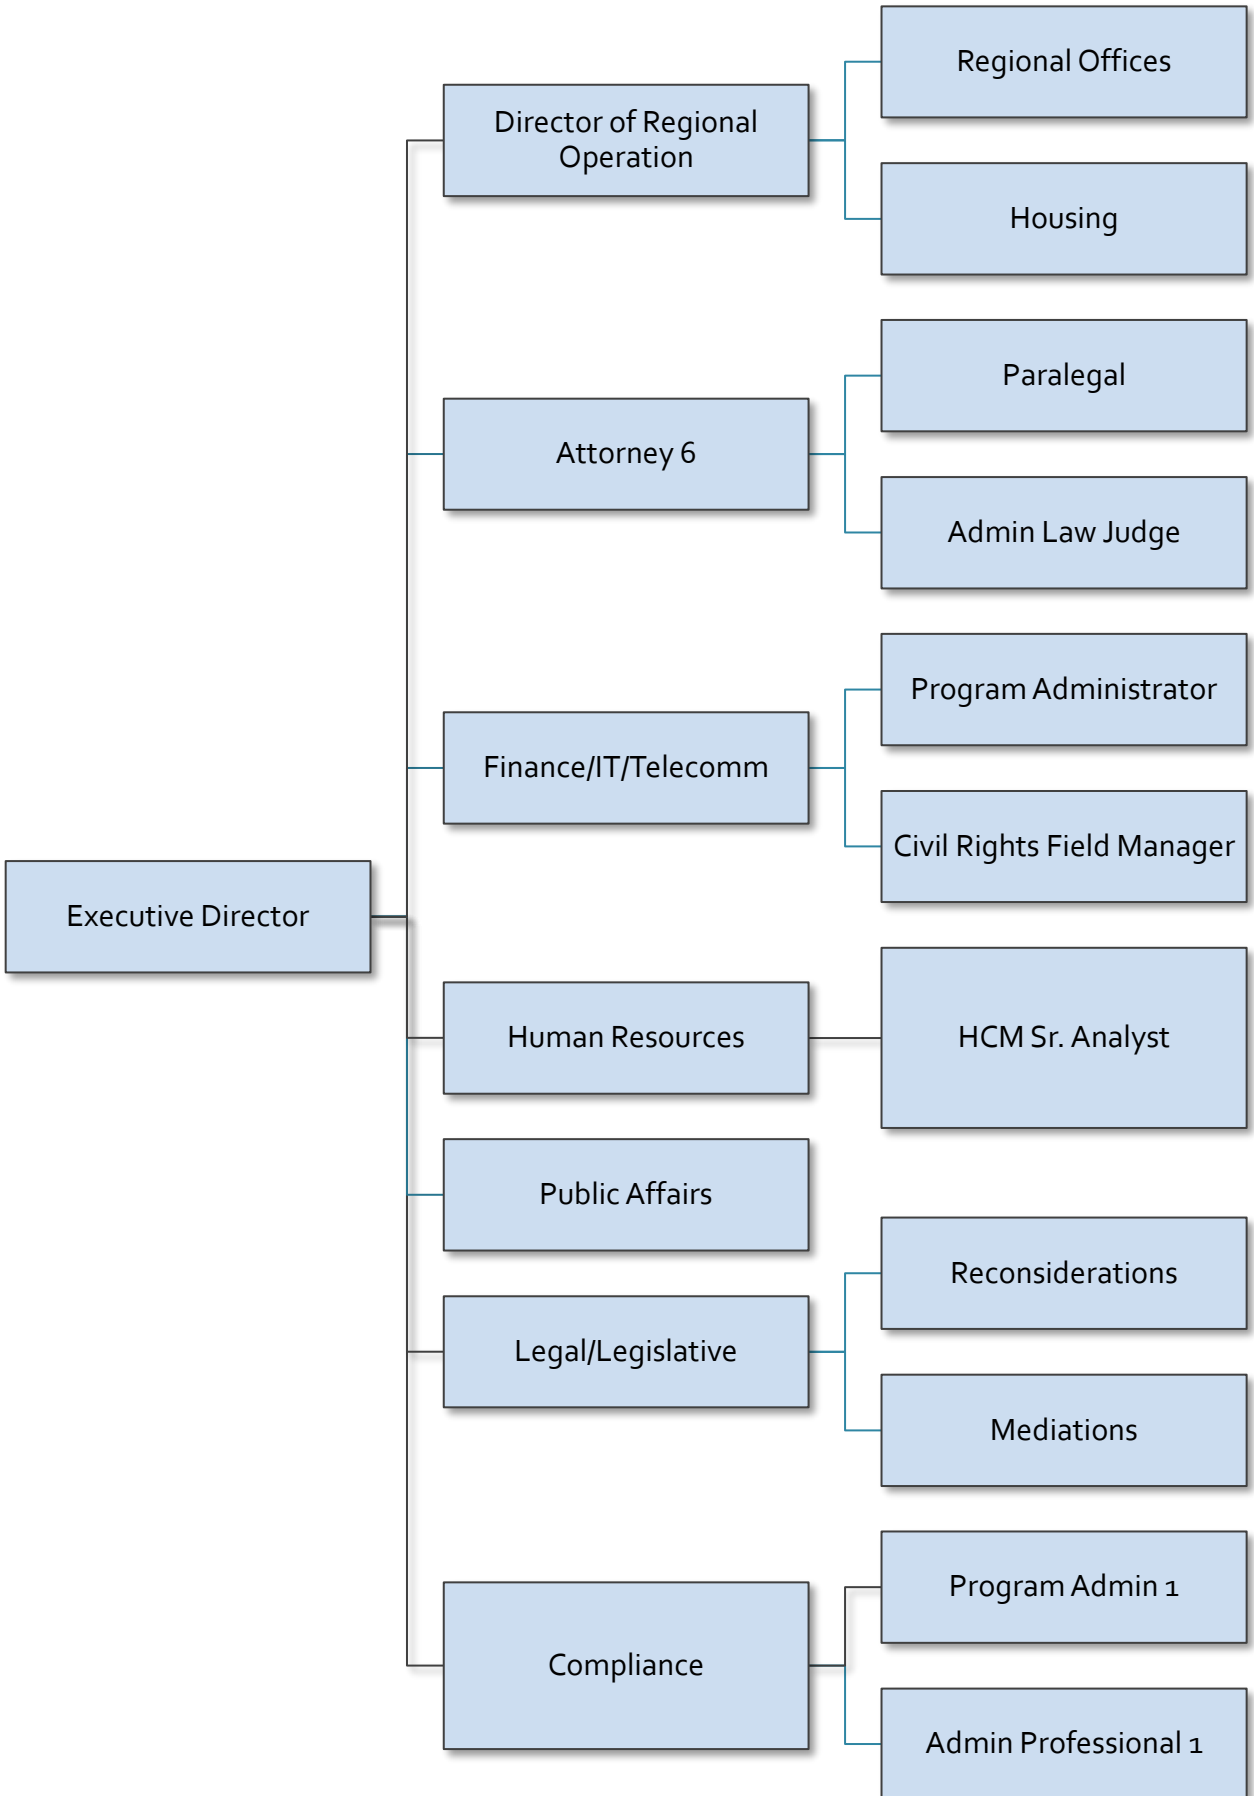 Executive Director
Director of Regional
Operation
Regional Offices
Housing
Attorney 6
Paralegal
Admin Law Judge
Finance/IT/Telecomm
Program Administrator
Civil Rights Field Manager
Human Resources
HCM Sr. Analyst
Public Affairs
Legal/Legislative
Reconsiderations
Mediations
Compliance
Program Admin 1
Admin Professional 1